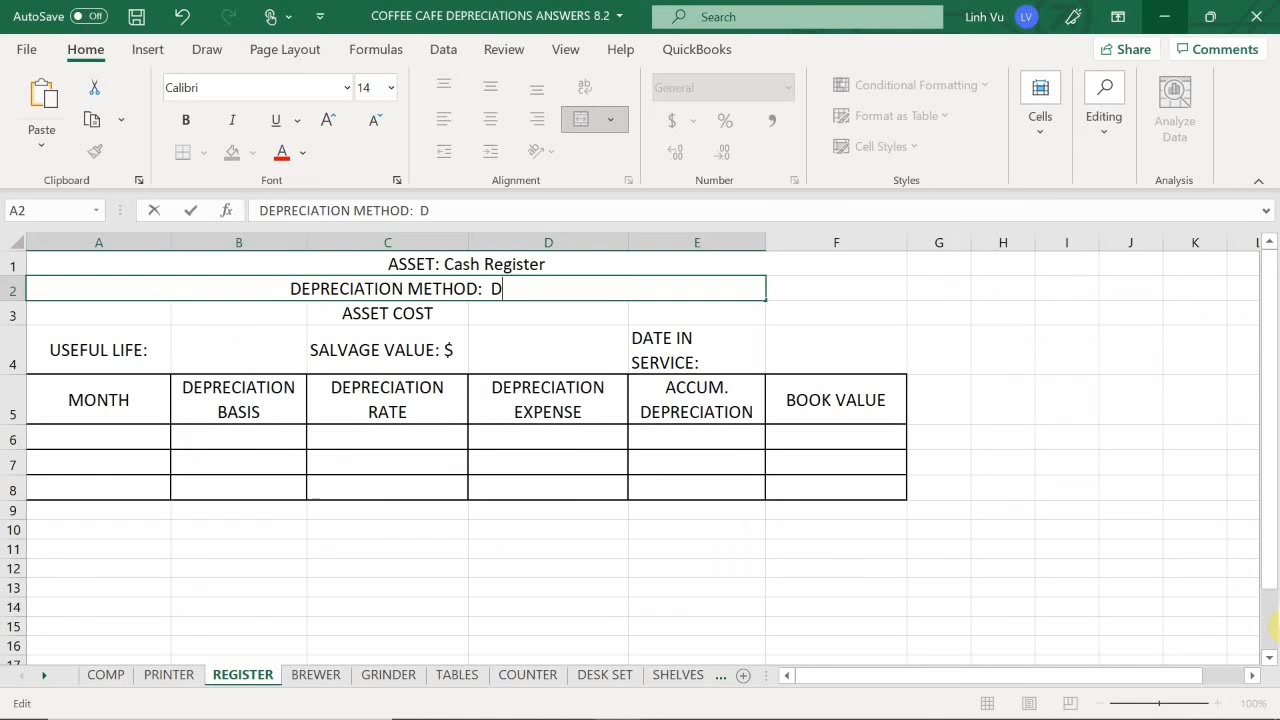 AutoSave Off COFFEE CAFE DEPRECIATIONS ANSWERS 8.2 Search Linh Vu LV
File Home Insert Draw Page Layout Formulas Data Review View Help QuickBooks Share Comments
Calibri 14 ab General Conditional Formatting
Paste B I U A A A $ % , Format as Table Cell Styles Cells Editing Analyze Data
Clipboard Font Alignment Number Styles Analysis
A2 fx DEPRECIATION METHOD: D
A B C D E F G H I J K L
1 ASSET: Cash Register
2 DEPRECIATION METHOD: D
3 ASSET COST
4 USEFUL LIFE: SALVAGE VALUE: $ DATE IN SERVICE:
5 MONTH DEPRECIATION BASIS DEPRECIATION RATE DEPRECIATION EXPENSE ACCUM. DEPRECIATION BOOK VALUE
6
7
8
9
10
11
12
13
14
15
16
17
COMP PRINTER REGISTER BREWER GRINDER TABLES COUNTER DESK SET SHELVES ...
Edit 100%